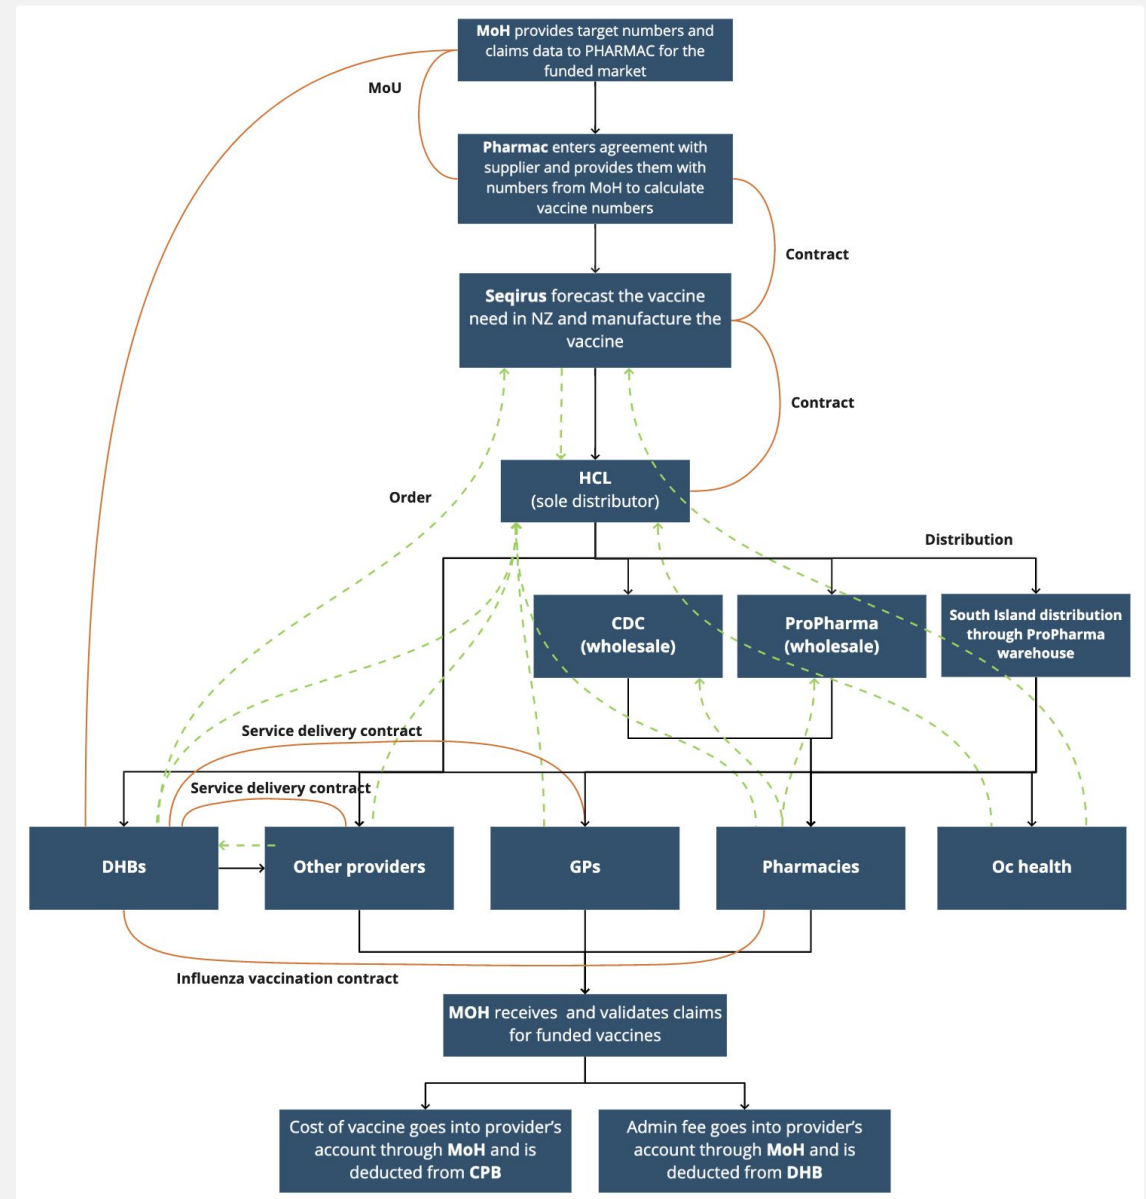 MoH provides target numbers and
claims data to PHARMAC for the
funded market
MoU
Pharmac enters agreement with
supplier and provides them with
numbers from MoH to calculate
vaccine numbers
Contract
Seqirus forecast the vaccine
need in NZ and manufacture the
vaccine
Contract
HCL
(sole distributor)
Order
Distribution
CDC
(wholesale)
ProPharma
(wholesale)
South Island distribution
through ProPharma
warehouse
Service delivery contract
Service delivery contract
DHBs
Other providers
GPs
Pharmacies
Oc health
Influenza vaccination contract
MOH receives and validates claims
for funded vaccines
Cost of vaccine goes into provider's
account through MoH and is
deducted from CPB
Admin fee goes into provider's
account through MoH and is
deducted from DHB